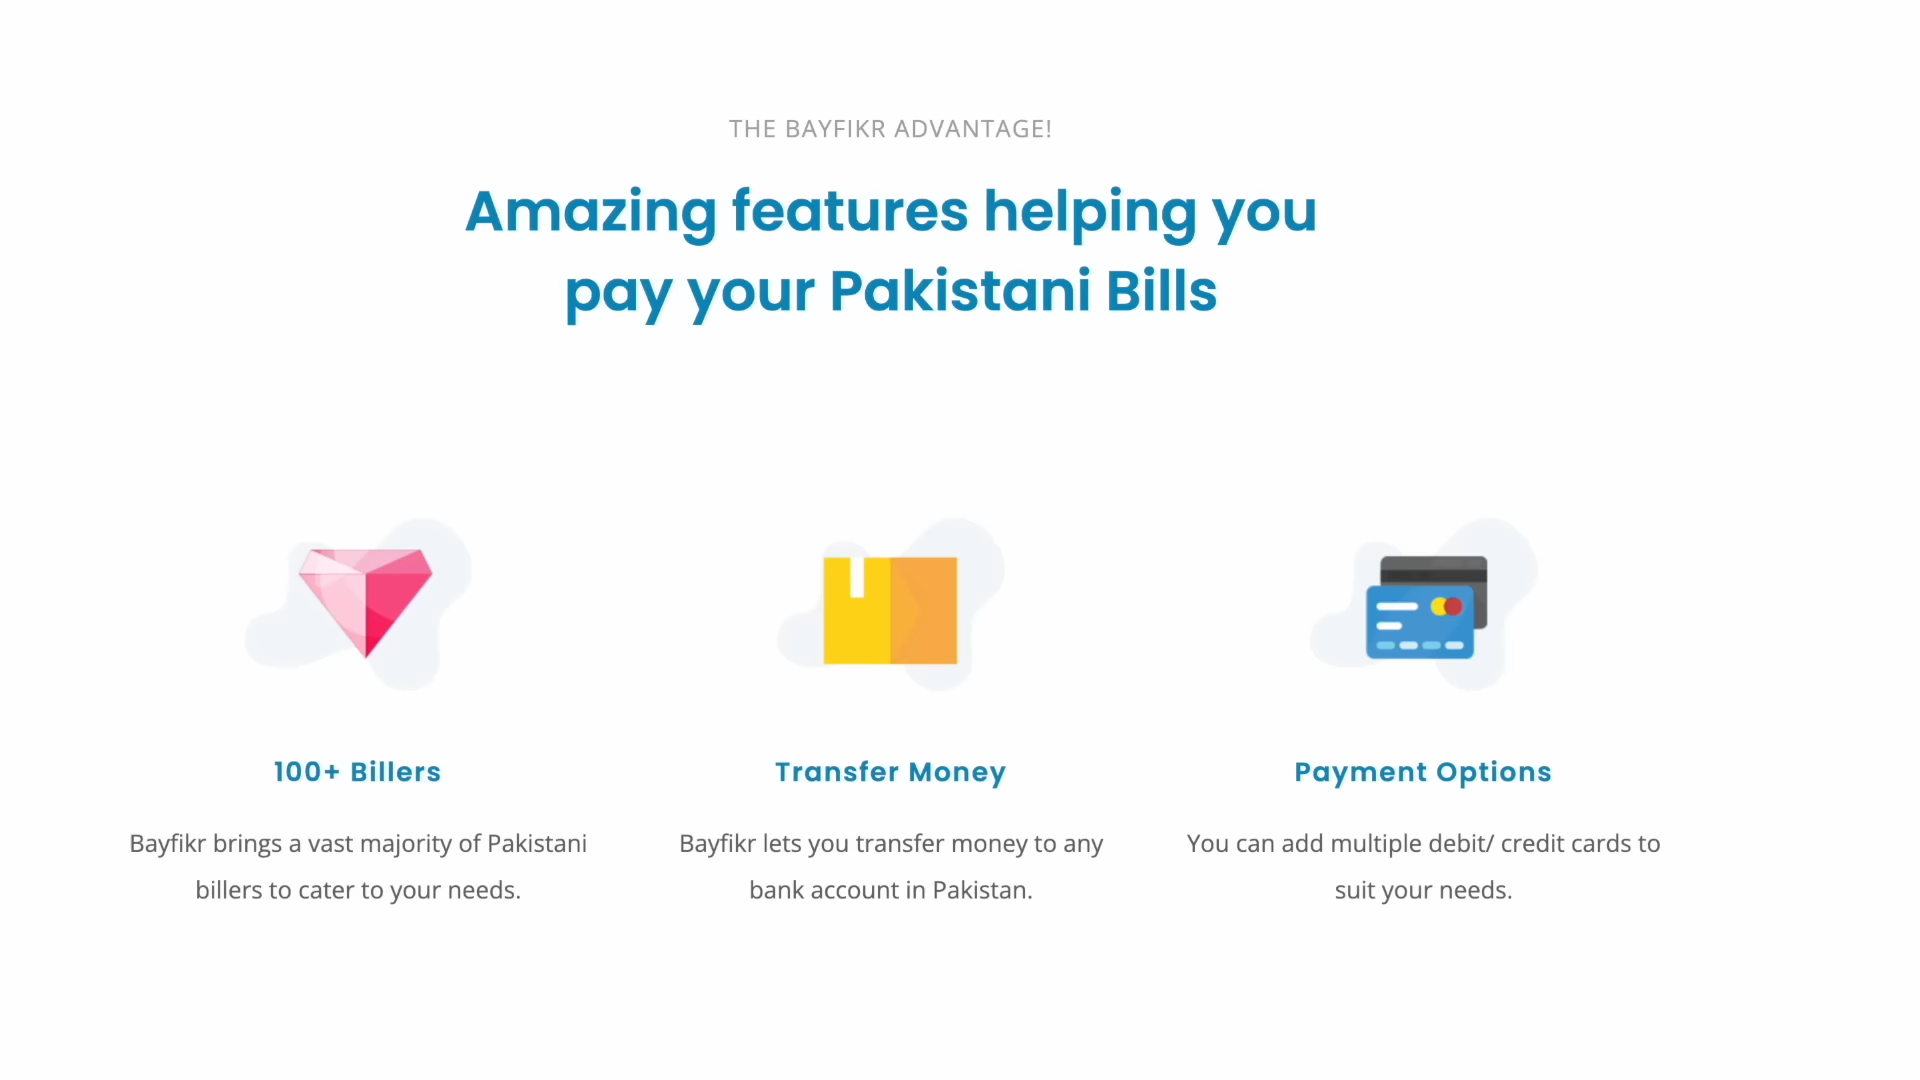 THE BAYFIKR ADVANTAGE!
Amazing features helping you
pay your Pakistani Bills
100+ Billers
Bayfikr brings a vast majority of Pakistani
billers to cater to your needs.
Transfer Money
Bayfikr lets you transfer money to any
bank account in Pakistan.
Payment Options
You can add multiple debit/ credit cards to
suit your needs.